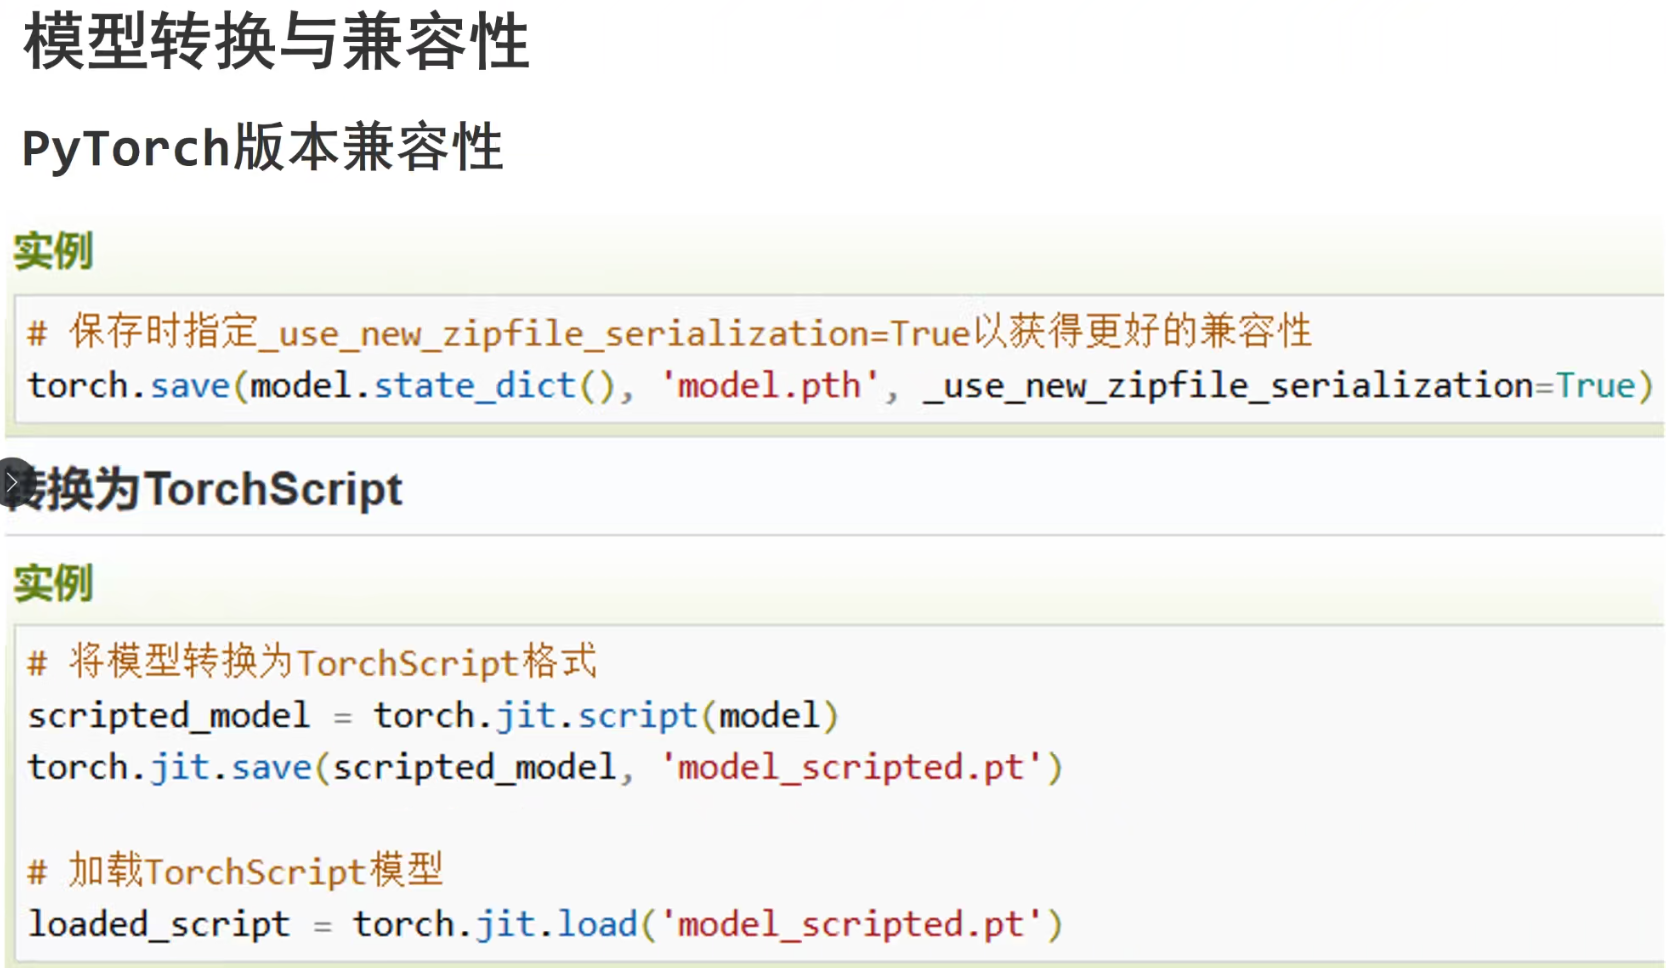 模型转换与兼容性
PyTorch版本兼容性
实例
# 保存时指定_use_new_zipfile_serialization=True以获得更好的兼容性
torch.save(model.state_dict(), 'model.pth', _use_new_zipfile_serialization=True)
转换为TorchScript
实例
# 将模型转换为TorchScript格式
scripted_model = torch.jit.script(model)
torch.jit.save(scripted_model, 'model_scripted.pt')
# 加载TorchScript模型
loaded_script = torch.jit.load('model_scripted.pt')